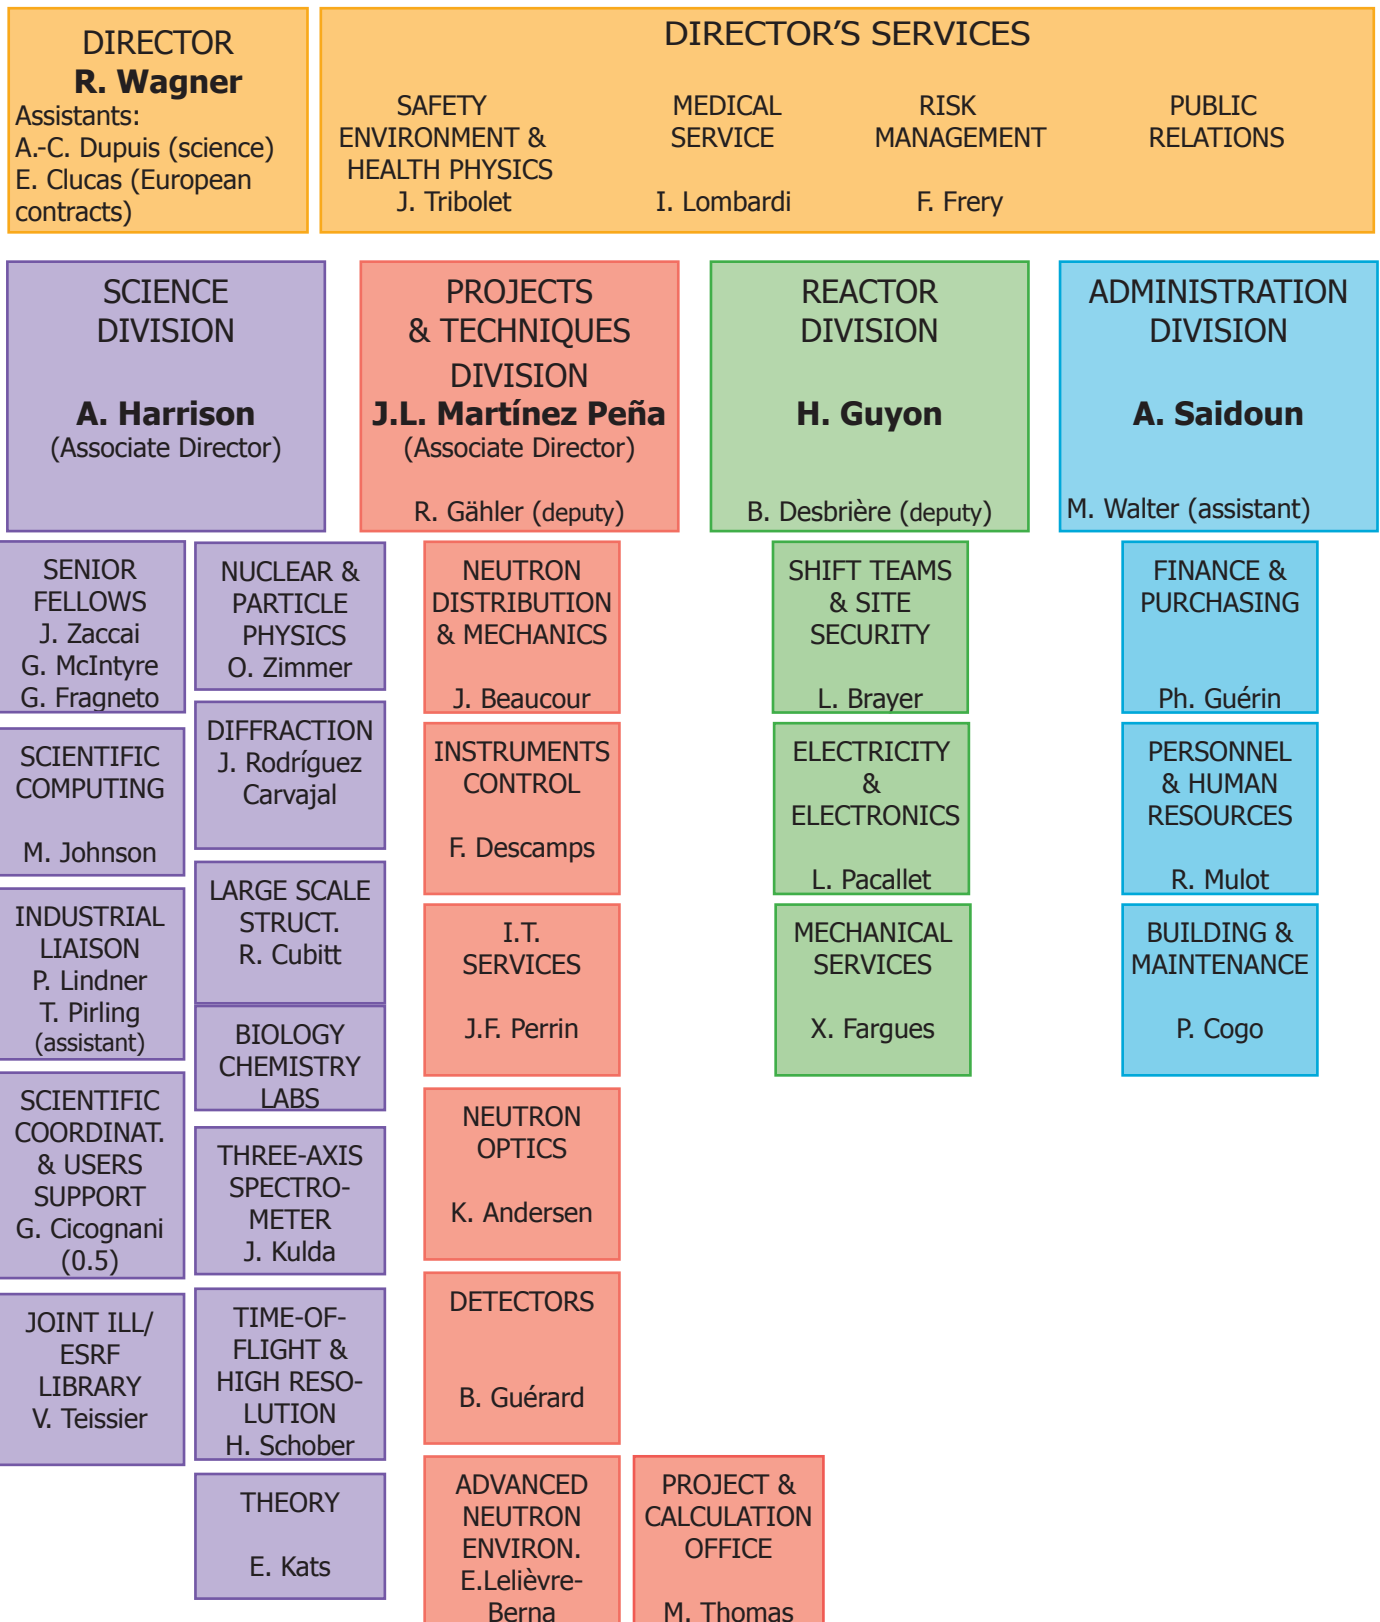 DIRECTOR
R. Wagner
Assistants:
A.-C. Dupuis (science)
E. Clucas (European
contracts)
DIRECTOR’S SERVICES
SAFETY
ENVIRONMENT &
HEALTH PHYSICS
J. Tribolet
MEDICAL
SERVICE
I. Lombardi
RISK
MANAGEMENT
F. Frery
PUBLIC
RELATIONS
SCIENCE
DIVISION
A. Harrison
(Associate Director)
PROJECTS
& TECHNIQUES
DIVISION
J.L. Martínez Peña
(Associate Director)
R. Gähler (deputy)
REACTOR
DIVISION
H. Guyon
B. Desbrière (deputy)
ADMINISTRATION
DIVISION
A. Saidoun
M. Walter (assistant)
SENIOR
FELLOWS
J. Zaccai
G. McIntyre
G. Fragneto
SCIENTIFIC
COMPUTING
M. Johnson
INDUSTRIAL
LIAISON
P. Lindner
T. Pirling
(assistant)
SCIENTIFIC
COORDINAT.
& USERS
SUPPORT
G. Cicognani
(0.5)
JOINT ILL/
ESRF
LIBRARY
V. Teissier
NUCLEAR &
PARTICLE
PHYSICS
O. Zimmer
DIFFRACTION
J. Rodríguez
Carvajal
LARGE SCALE
STRUCT.
R. Cubitt
BIOLOGY
CHEMISTRY
LABS
THREE-AXIS
SPECTRO-
METER
J. Kulda
TIME-OF-
FLIGHT &
HIGH RESO-
LUTION
H. Schober
THEORY
E. Kats
NEUTRON
DISTRIBUTION
& MECHANICS
J. Beaucour
INSTRUMENTS
CONTROL
F. Descamps
I.T.
SERVICES
J.F. Perrin
NEUTRON
OPTICS
K. Andersen
DETECTORS
B. Guérard
ADVANCED
NEUTRON
ENVIRON.
E.Lelièvre-
Berna
PROJECT &
CALCULATION
OFFICE
M. Thomas
SHIFT TEAMS
& SITE
SECURITY
L. Brayer
ELECTRICITY
&
ELECTRONICS
L. Pacallet
MECHANICAL
SERVICES
X. Fargues
FINANCE &
PURCHASING
Ph. Guérin
PERSONNEL
& HUMAN
RESOURCES
R. Mulot
BUILDING &
MAINTENANCE
P. Cogo